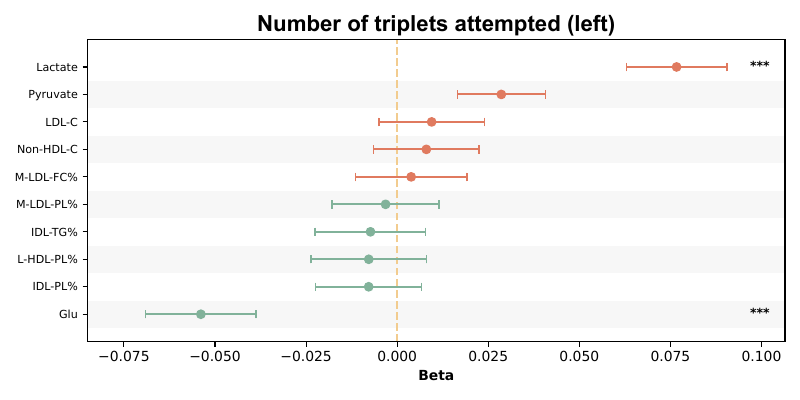 Number of triplets attempted (left)
Lactate
***
Pyruvate
LDL-C
Non-HDL-C
M-LDL-FC%
M-LDL-PL%
IDL-TG%
L-HDL-PL%
IDL-PL%
Glu
***
−0.075 −0.050 −0.025 0.000 0.025 0.050 0.075 0.100
Beta